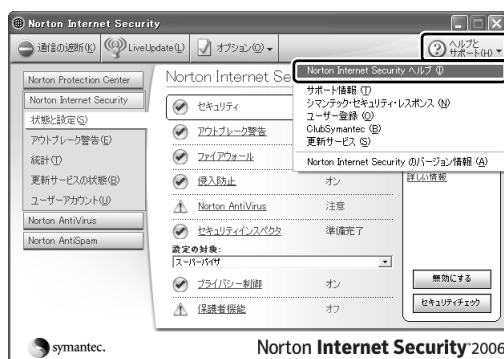 Norton Internet Security
通信の遮断(K)
LiveUpdate(L)
オプション(O)
ヘルプと
サポート(H)
Norton Protection Center
Norton Internet Security
状態と設定(S)
アウトブレーク警告(E)
統計(T)
更新サービスの状態(B)
ユーザーアカウント(U)
Norton AntiVirus
Norton AntiSpam
Norton Internet Se
セキュリティ
アウトブレーク警告
ファイアウォール
侵入防止 オン
Norton AntiVirus 注意
セキュリティインスペクタ 準備完了
設定の対象:
スーパーバイザ
プライバシー制御 オン
保護者機能 オフ
Norton Internet Security ヘルプ (I)
サポート情報 (T)
シマンテック・セキュリティ・レスポンス (N)
ユーザー登録 (O)
ClubSymantec (B)
更新サービス (S)
Norton Internet Security のバージョン情報 (A)
詳しい情報
無効にする
セキュリティチェック
symantec.
Norton Internet Security 2006